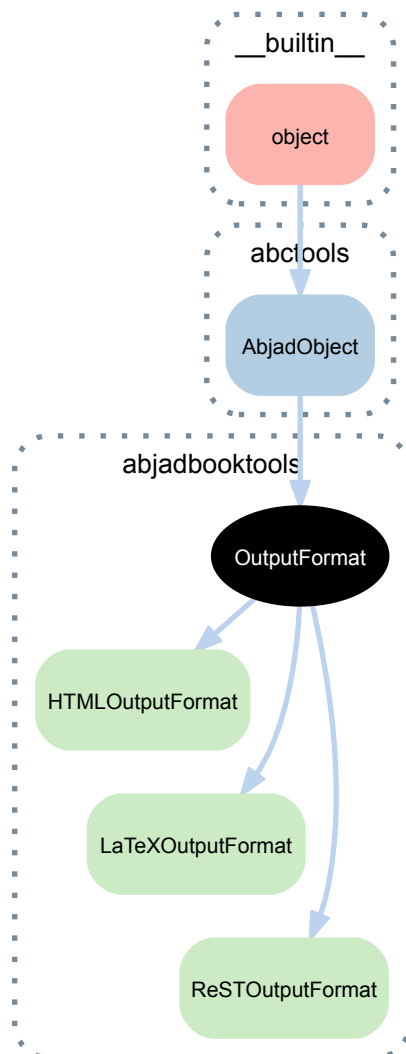 __builtin__
object
abctools
AbjadObject
abjadbooktools
OutputFormat
HTMLOutputFormat
LaTeXOutputFormat
ReSTOutputFormat